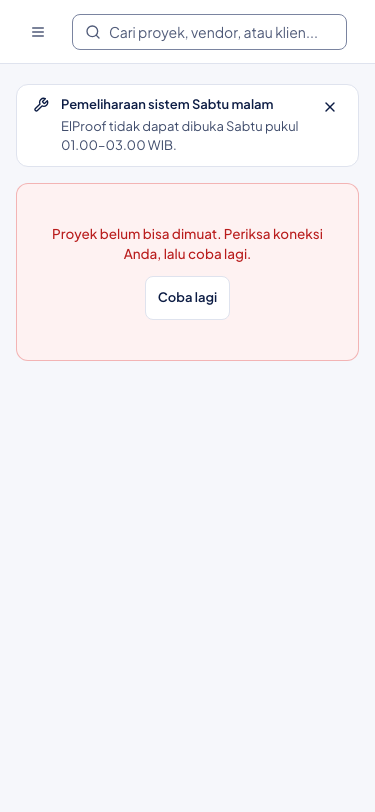 Cari proyek, vendor, atau klien...
Pemeliharaan sistem Sabtu malam
ElProof tidak dapat dibuka Sabtu pukul
01.00–03.00 WIB.
Proyek belum bisa dimuat. Periksa koneksi
Anda, lalu coba lagi.
Coba lagi